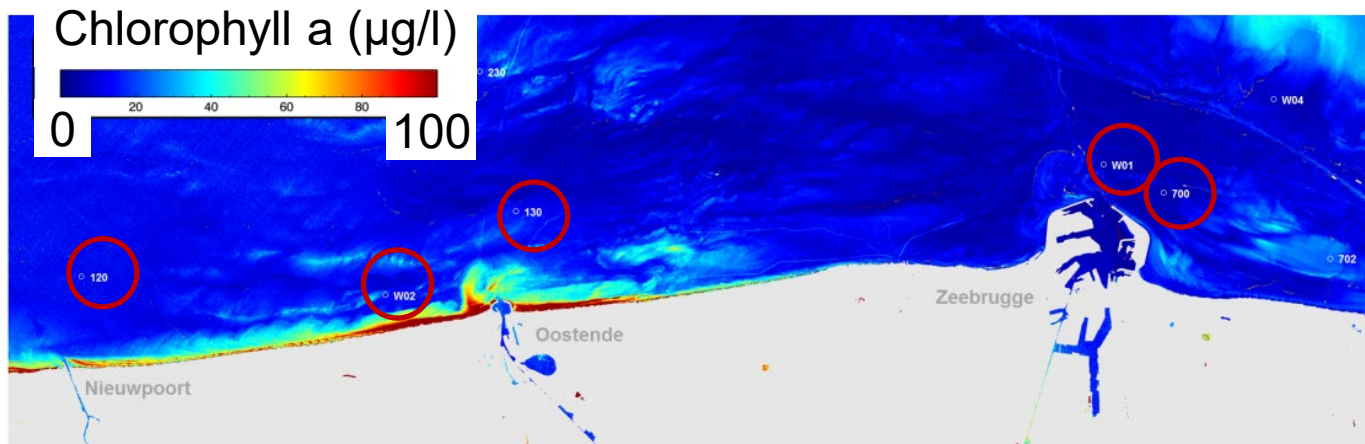 Chlorophyll a (µg/l)
20 40 60 80
0 100
230
W04
W01
700
130
702
120
W02
Zeebrugge
Oostende
Nieuwpoort